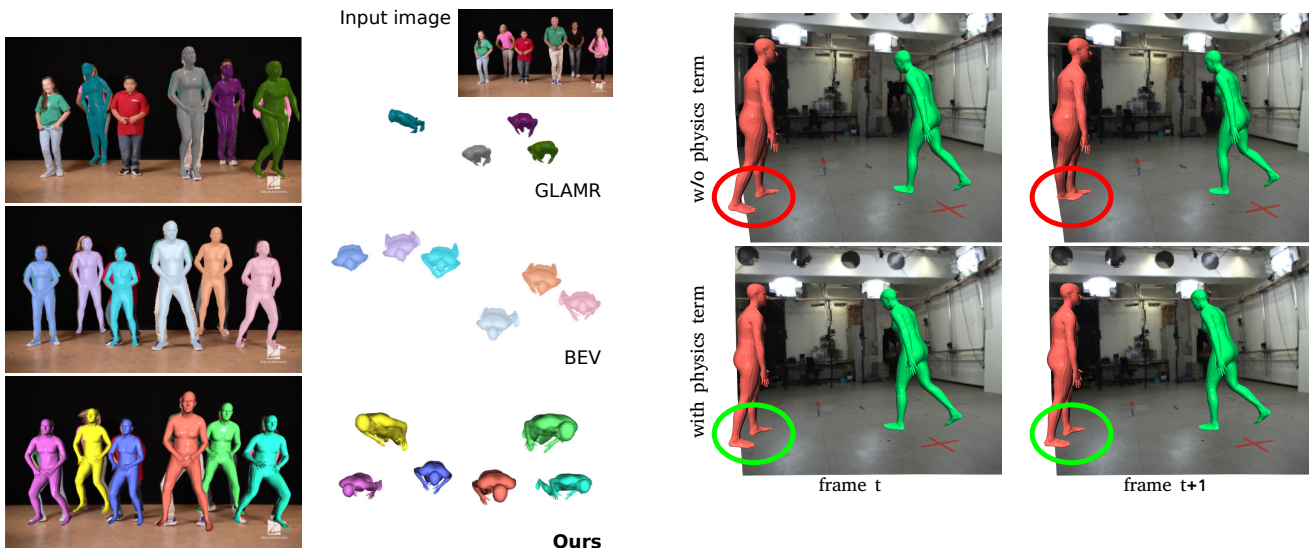 Input image
GLAMR
BEV
Ours
w/o physics term
with physics term
frame t
frame t+1